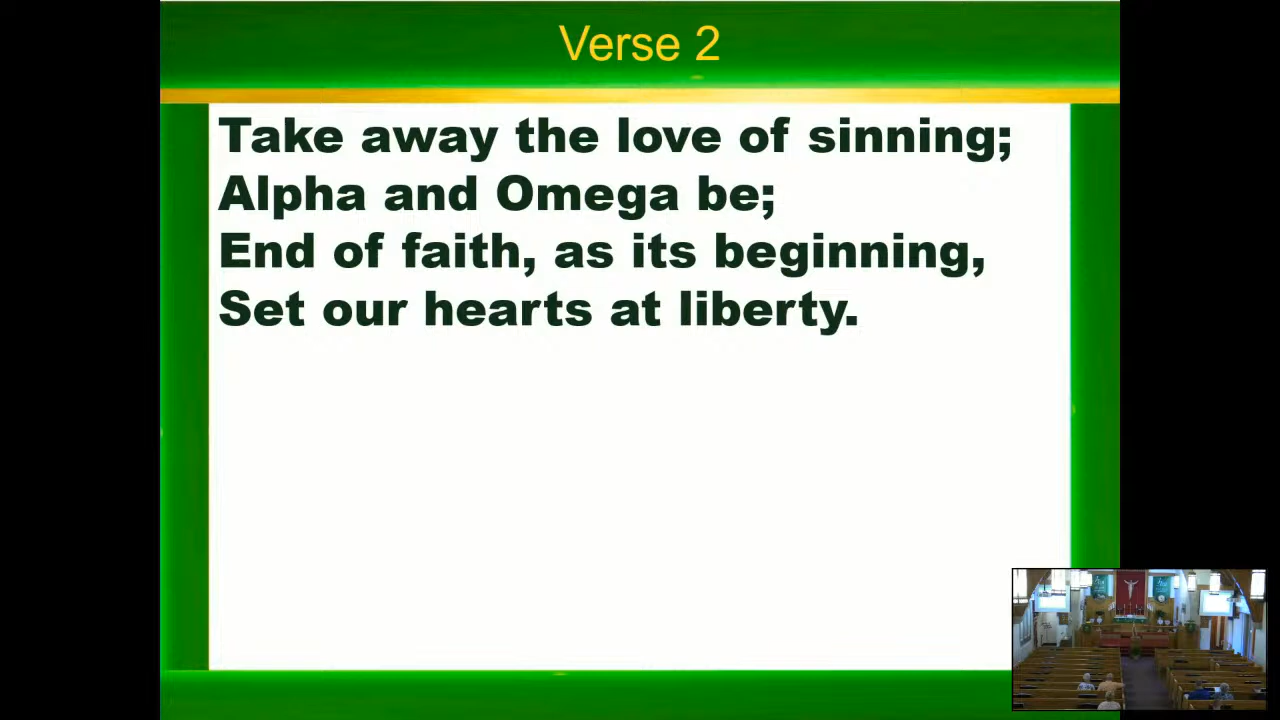 Verse 2
Take away the love of sinning;
Alpha and Omega be;
End of faith, as its beginning,
Set our hearts at liberty.